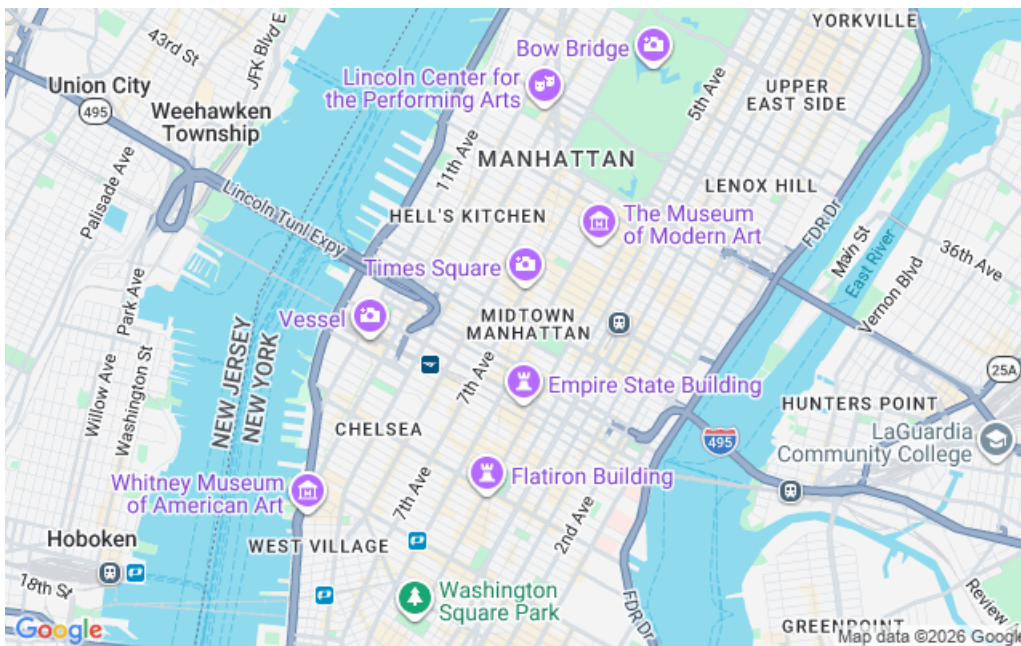 YORKVILLE
43rd St
JFK Blvd E
Bow Bridge
Lincoln Center for
the Performing Arts
5th Ave
UPPER
EAST SIDE
Union City
495
Weehawken
Township
11th Ave
MANHATTAN
Palisade Ave
Lincoln Tunl Expy
HELL'S KITCHEN
The Museum
of Modern Art
LENOX HILL
FDR Dr
Main St
East River
36th Ave
Vernon Blvd
Times Square
Park Ave
Vessel
MIDTOWN
MANHATTAN
NEW JERSEY
NEW YORK
Willow Ave
Washington St
7th Ave
Empire State Building
25A
HUNTERS POINT
CHELSEA
495
LaGuardia
Community College
Whitney Museum
of American Art
7th Ave
Flatiron Building
2nd Ave
Hoboken
WEST VILLAGE
18th St
Washington
Square Park
FDR Dr
Review A
GREENPOINT
Google
Map data ©2026 Google